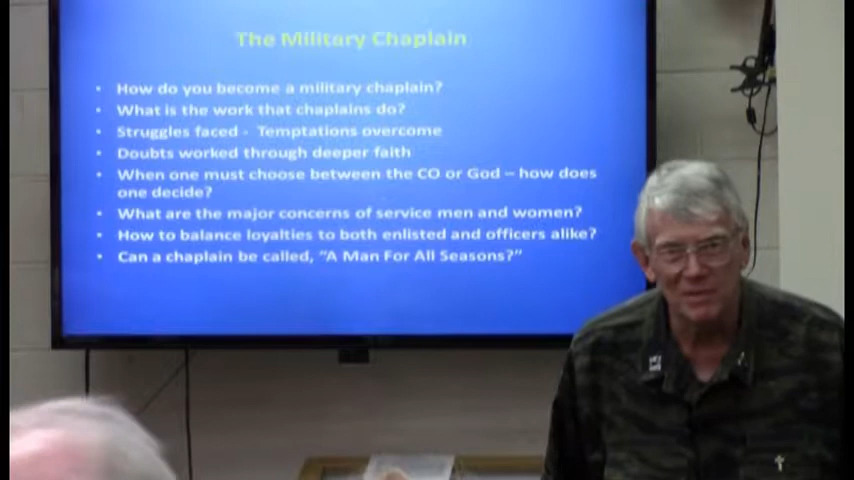 The Military Chaplain
• How do you become a military chaplain?
• What is the work that chaplains do?
• Struggles faced - Temptations overcome
• Doubts worked through deeper faith
• When one must choose between the CO or God – how does
one decide?
• What are the major concerns of service men and women?
• How to balance loyalties to both enlisted and officers alike?
• Can a chaplain be called, “A Man For All Seasons?”